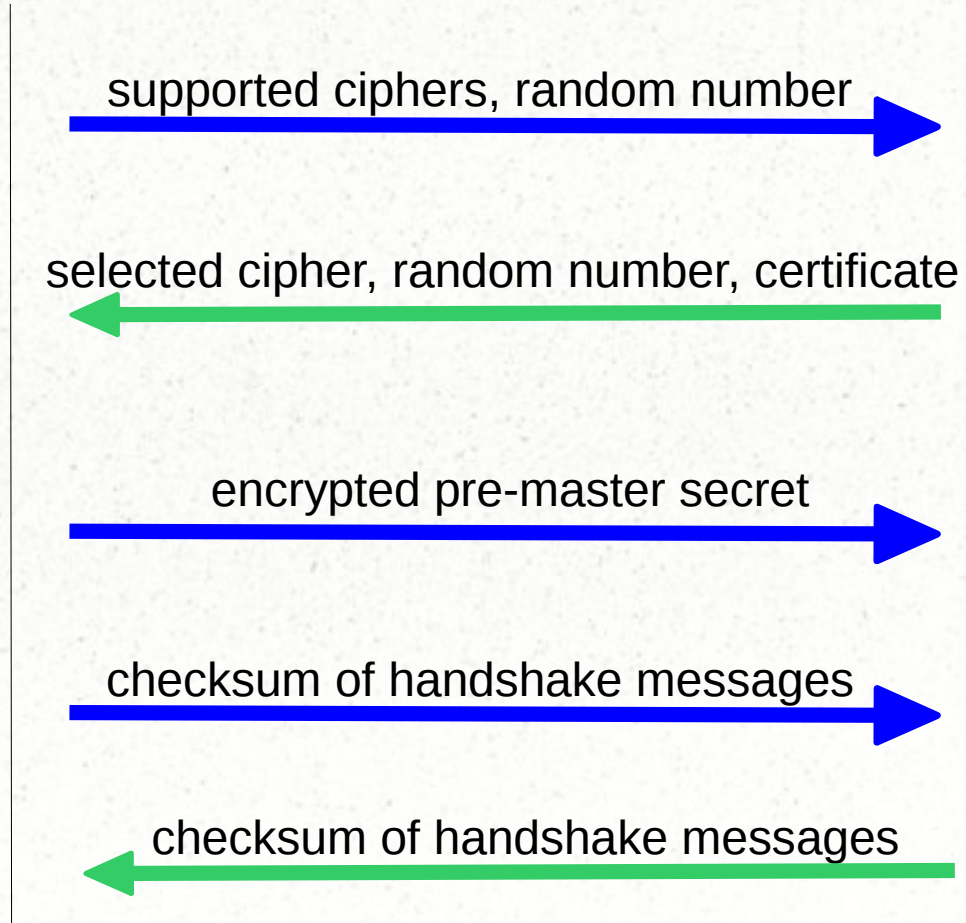 supported ciphers, random number
selected cipher, random number, certificate
encrypted pre-master secret
checksum of handshake messages
checksum of handshake messages